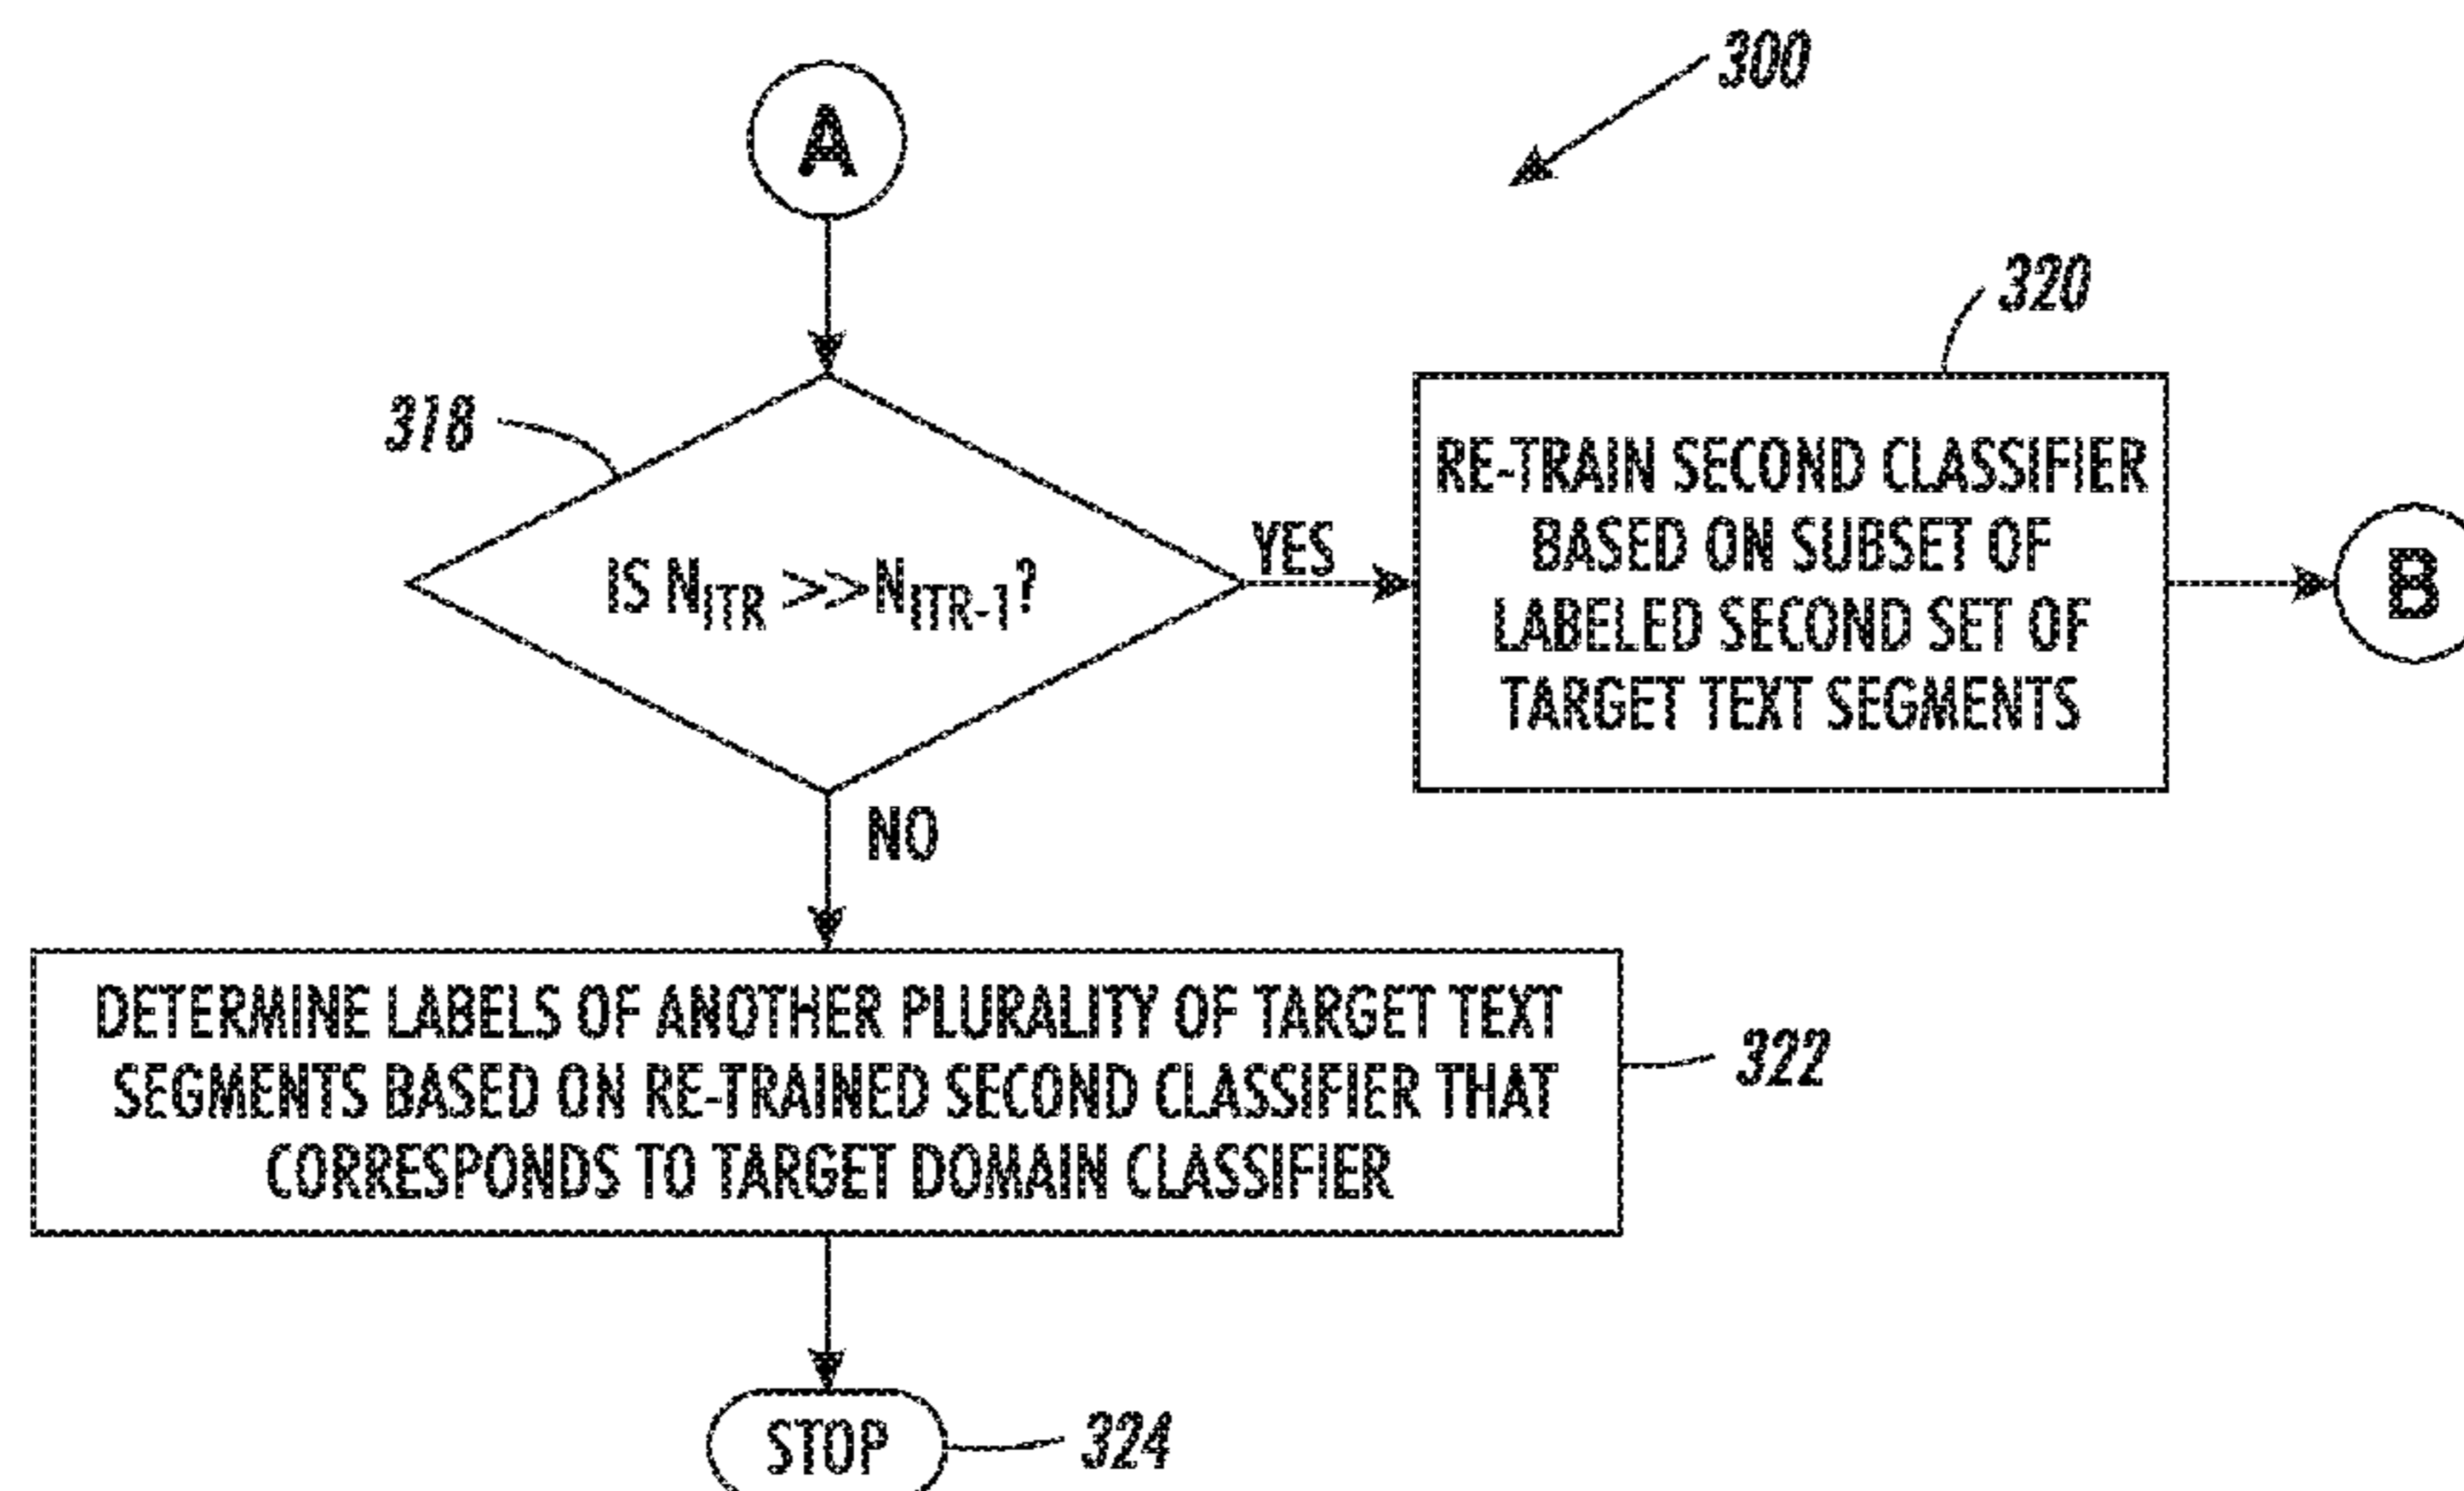 A
300
318
IS N_ITR >> N_ITR-1?
YES
320
RE-TRAIN SECOND CLASSIFIER
BASED ON SUBSET OF
LABELED SECOND SET OF
TARGET TEXT SEGMENTS
B
NO
DETERMINE LABELS OF ANOTHER PLURALITY OF TARGET TEXT
SEGMENTS BASED ON RE-TRAINED SECOND CLASSIFIER THAT
CORRESPONDS TO TARGET DOMAIN CLASSIFIER
322
STOP
324